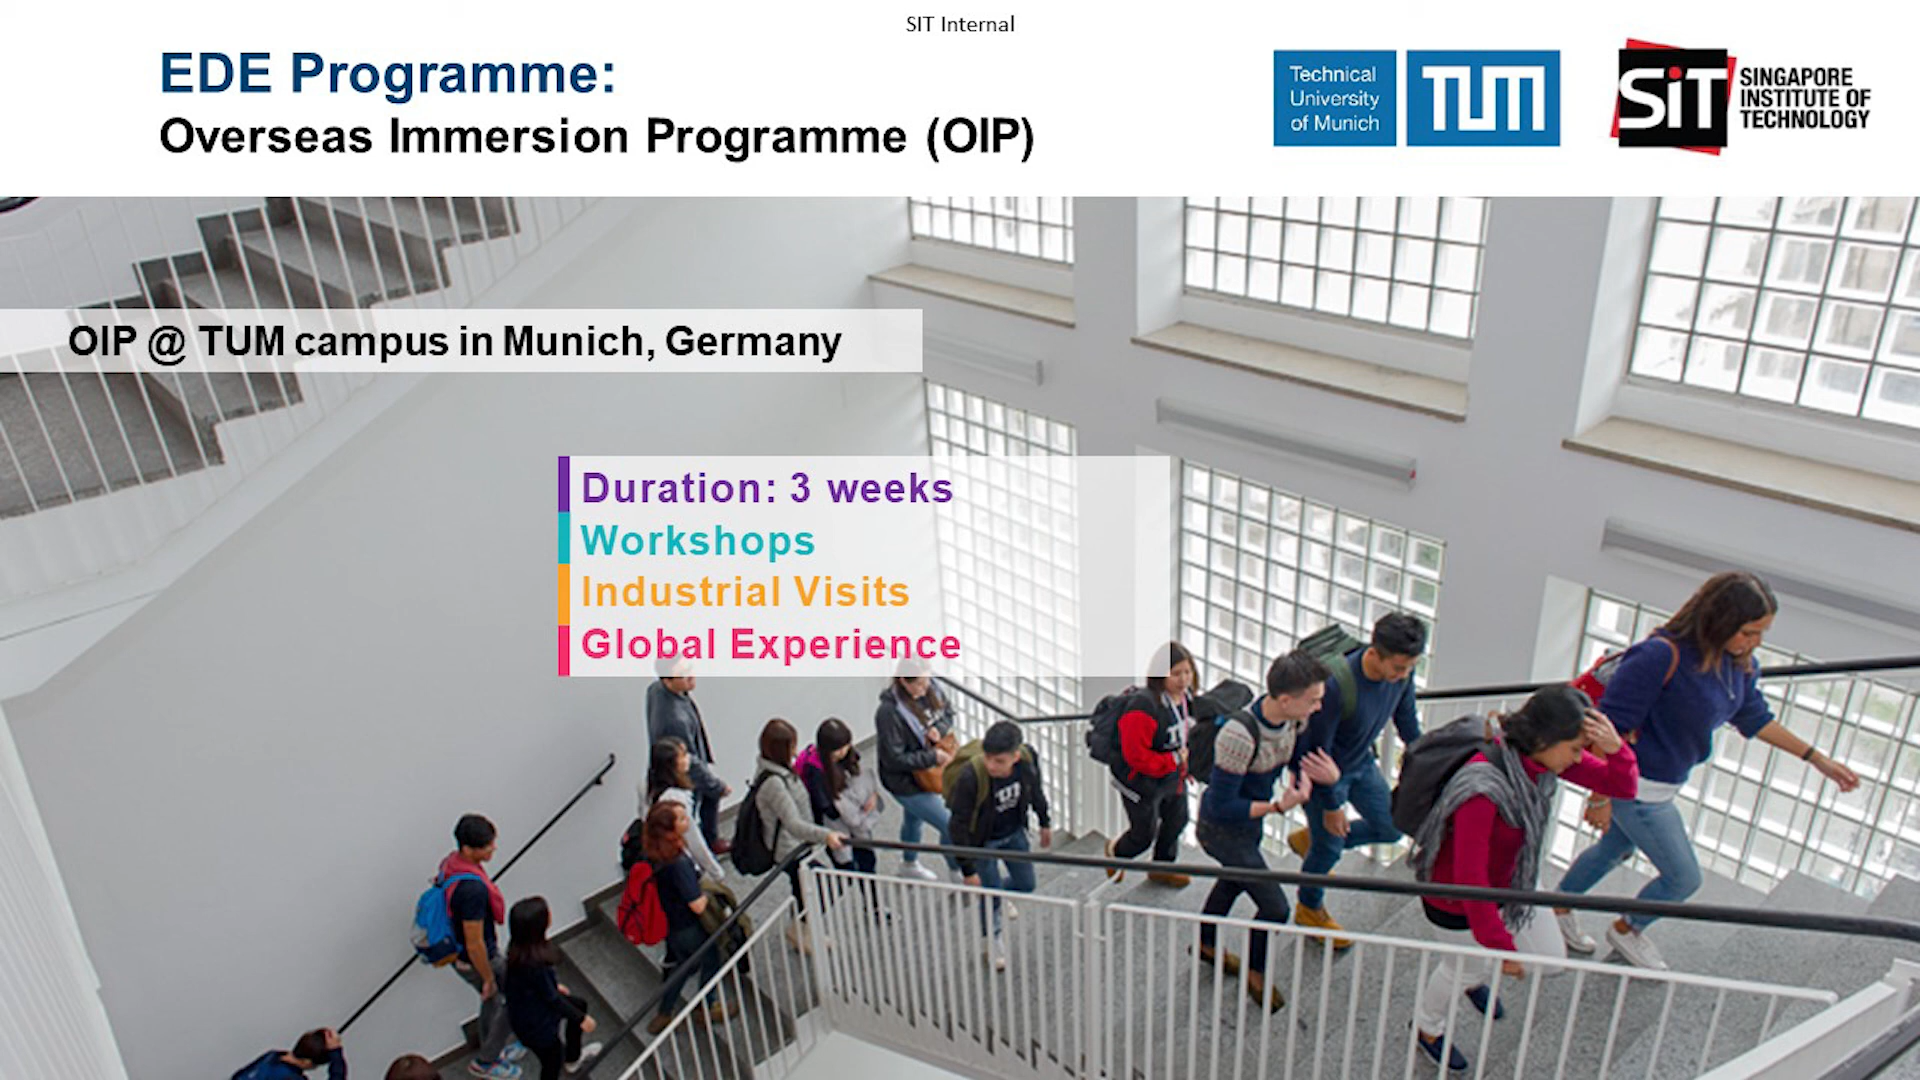 SIT Internal
EDE Programme:
Overseas Immersion Programme (OIP)
Technical
University
of Munich
TUM
SiT
SINGAPORE
INSTITUTE OF
TECHNOLOGY
OIP @ TUM campus in Munich, Germany
Duration: 3 weeks
Workshops
Industrial Visits
Global Experience